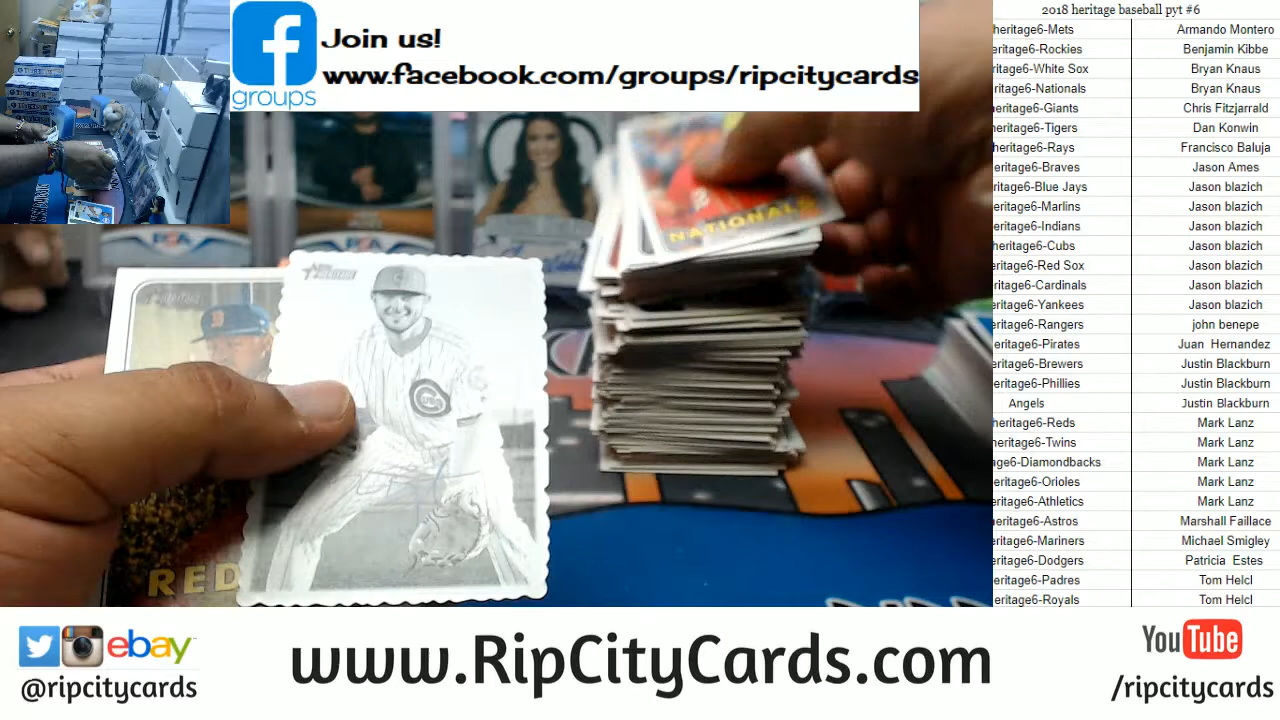 Join us!
www.facebook.com/groups/ripcitycards
groups
2018 heritage baseball pyt #6
heritage6-Mets Armando Montero
eritage6-Rockies Benjamin Kibbe
ritage6-White Sox Bryan Knaus
ritage6-Nationals Bryan Knaus
heritage6-Giants Chris Fitzjarrald
eritage6-Tigers Dan Konwin
heritage6-Rays Francisco Baluja
eritage6-Braves Jason Ames
ritage6-Blue Jays Jason blazich
eritage6-Marlins Jason blazich
eritage6-Indians Jason blazich
heritage6-Cubs Jason blazich
eritage6-Red Sox Jason blazich
eritage6-Cardinals Jason blazich
eritage6-Yankees Jason blazich
eritage6-Rangers john benepe
eritage6-Pirates Juan Hernandez
eritage6-Brewers Justin Blackburn
eritage6-Phillies Justin Blackburn
Angels Justin Blackburn
heritage6-Reds Mark Lanz
eritage6-Twins Mark Lanz
age6-Diamondbacks Mark Lanz
eritage6-Orioles Mark Lanz
eritage6-Athletics Mark Lanz
eritage6-Astros Marshall Faillace
eritage6-Mariners Michael Smigley
eritage6-Dodgers Patricia Estes
eritage6-Padres Tom Helcl
eritage6-Royals Tom Helcl
NATIONALS
CUBS
B
RED
ebay
@ripcitycards
www.RipCityCards.com
YouTube
/ripcitycards